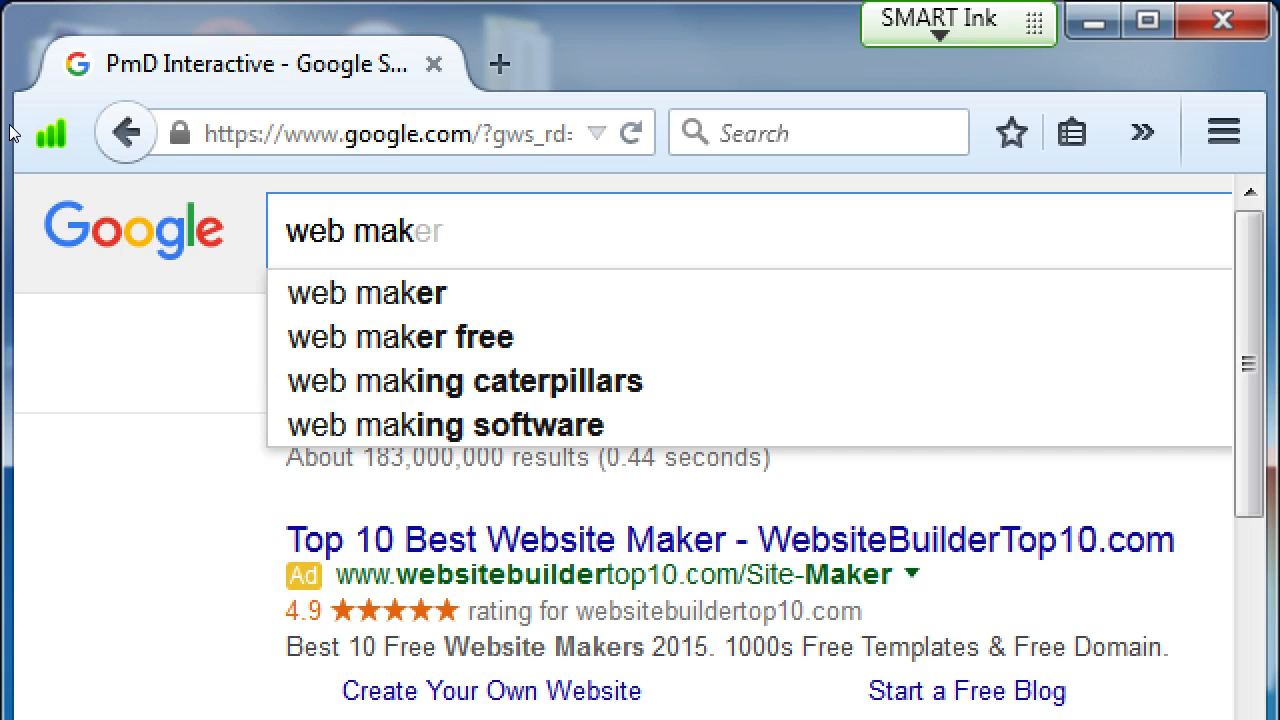 SMART Ink
PmD Interactive - Google S...
https://www.google.com/?gws_rd=
Search
Google
web maker
web maker
web maker free
web making caterpillars
web making software
About 183,000,000 results (0.44 seconds)
Top 10 Best Website Maker - WebsiteBuilderTop10.com
Ad www.websitebuildertop10.com/Site-Maker
4.9 ★★★★★ rating for websitebuildertop10.com
Best 10 Free Website Makers 2015. 1000s Free Templates & Free Domain.
Create Your Own Website Start a Free Blog